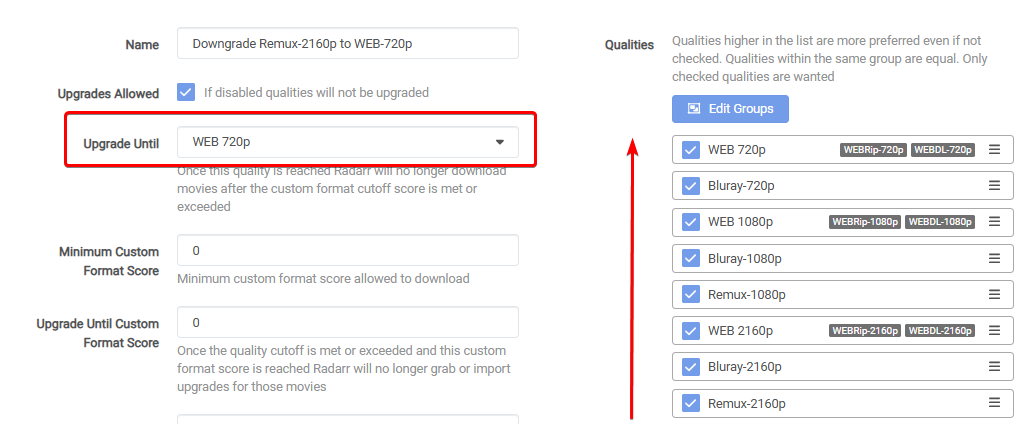 Name
Downgrade Remux-2160p to WEB-720p
Upgrades Allowed
If disabled qualities will not be upgraded
Upgrade Until
WEB 720p
Once this quality is reached Radarr will no longer download
movies after the custom format cutoff score is met or
exceeded
Minimum Custom
Format Score
0
Minimum custom format score allowed to download
Upgrade Until Custom
Format Score
0
Once the quality cutoff is met or exceeded and this custom
format score is reached Radarr will no longer grab or import
upgrades for those movies
Qualities
Qualities higher in the list are more preferred even if not
checked. Qualities within the same group are equal. Only
checked qualities are wanted
Edit Groups
WEB 720p WEBRip-720p WEBDL-720p
Bluray-720p
WEB 1080p WEBRip-1080p WEBDL-1080p
Bluray-1080p
Remux-1080p
WEB 2160p WEBRip-2160p WEBDL-2160p
Bluray-2160p
Remux-2160p